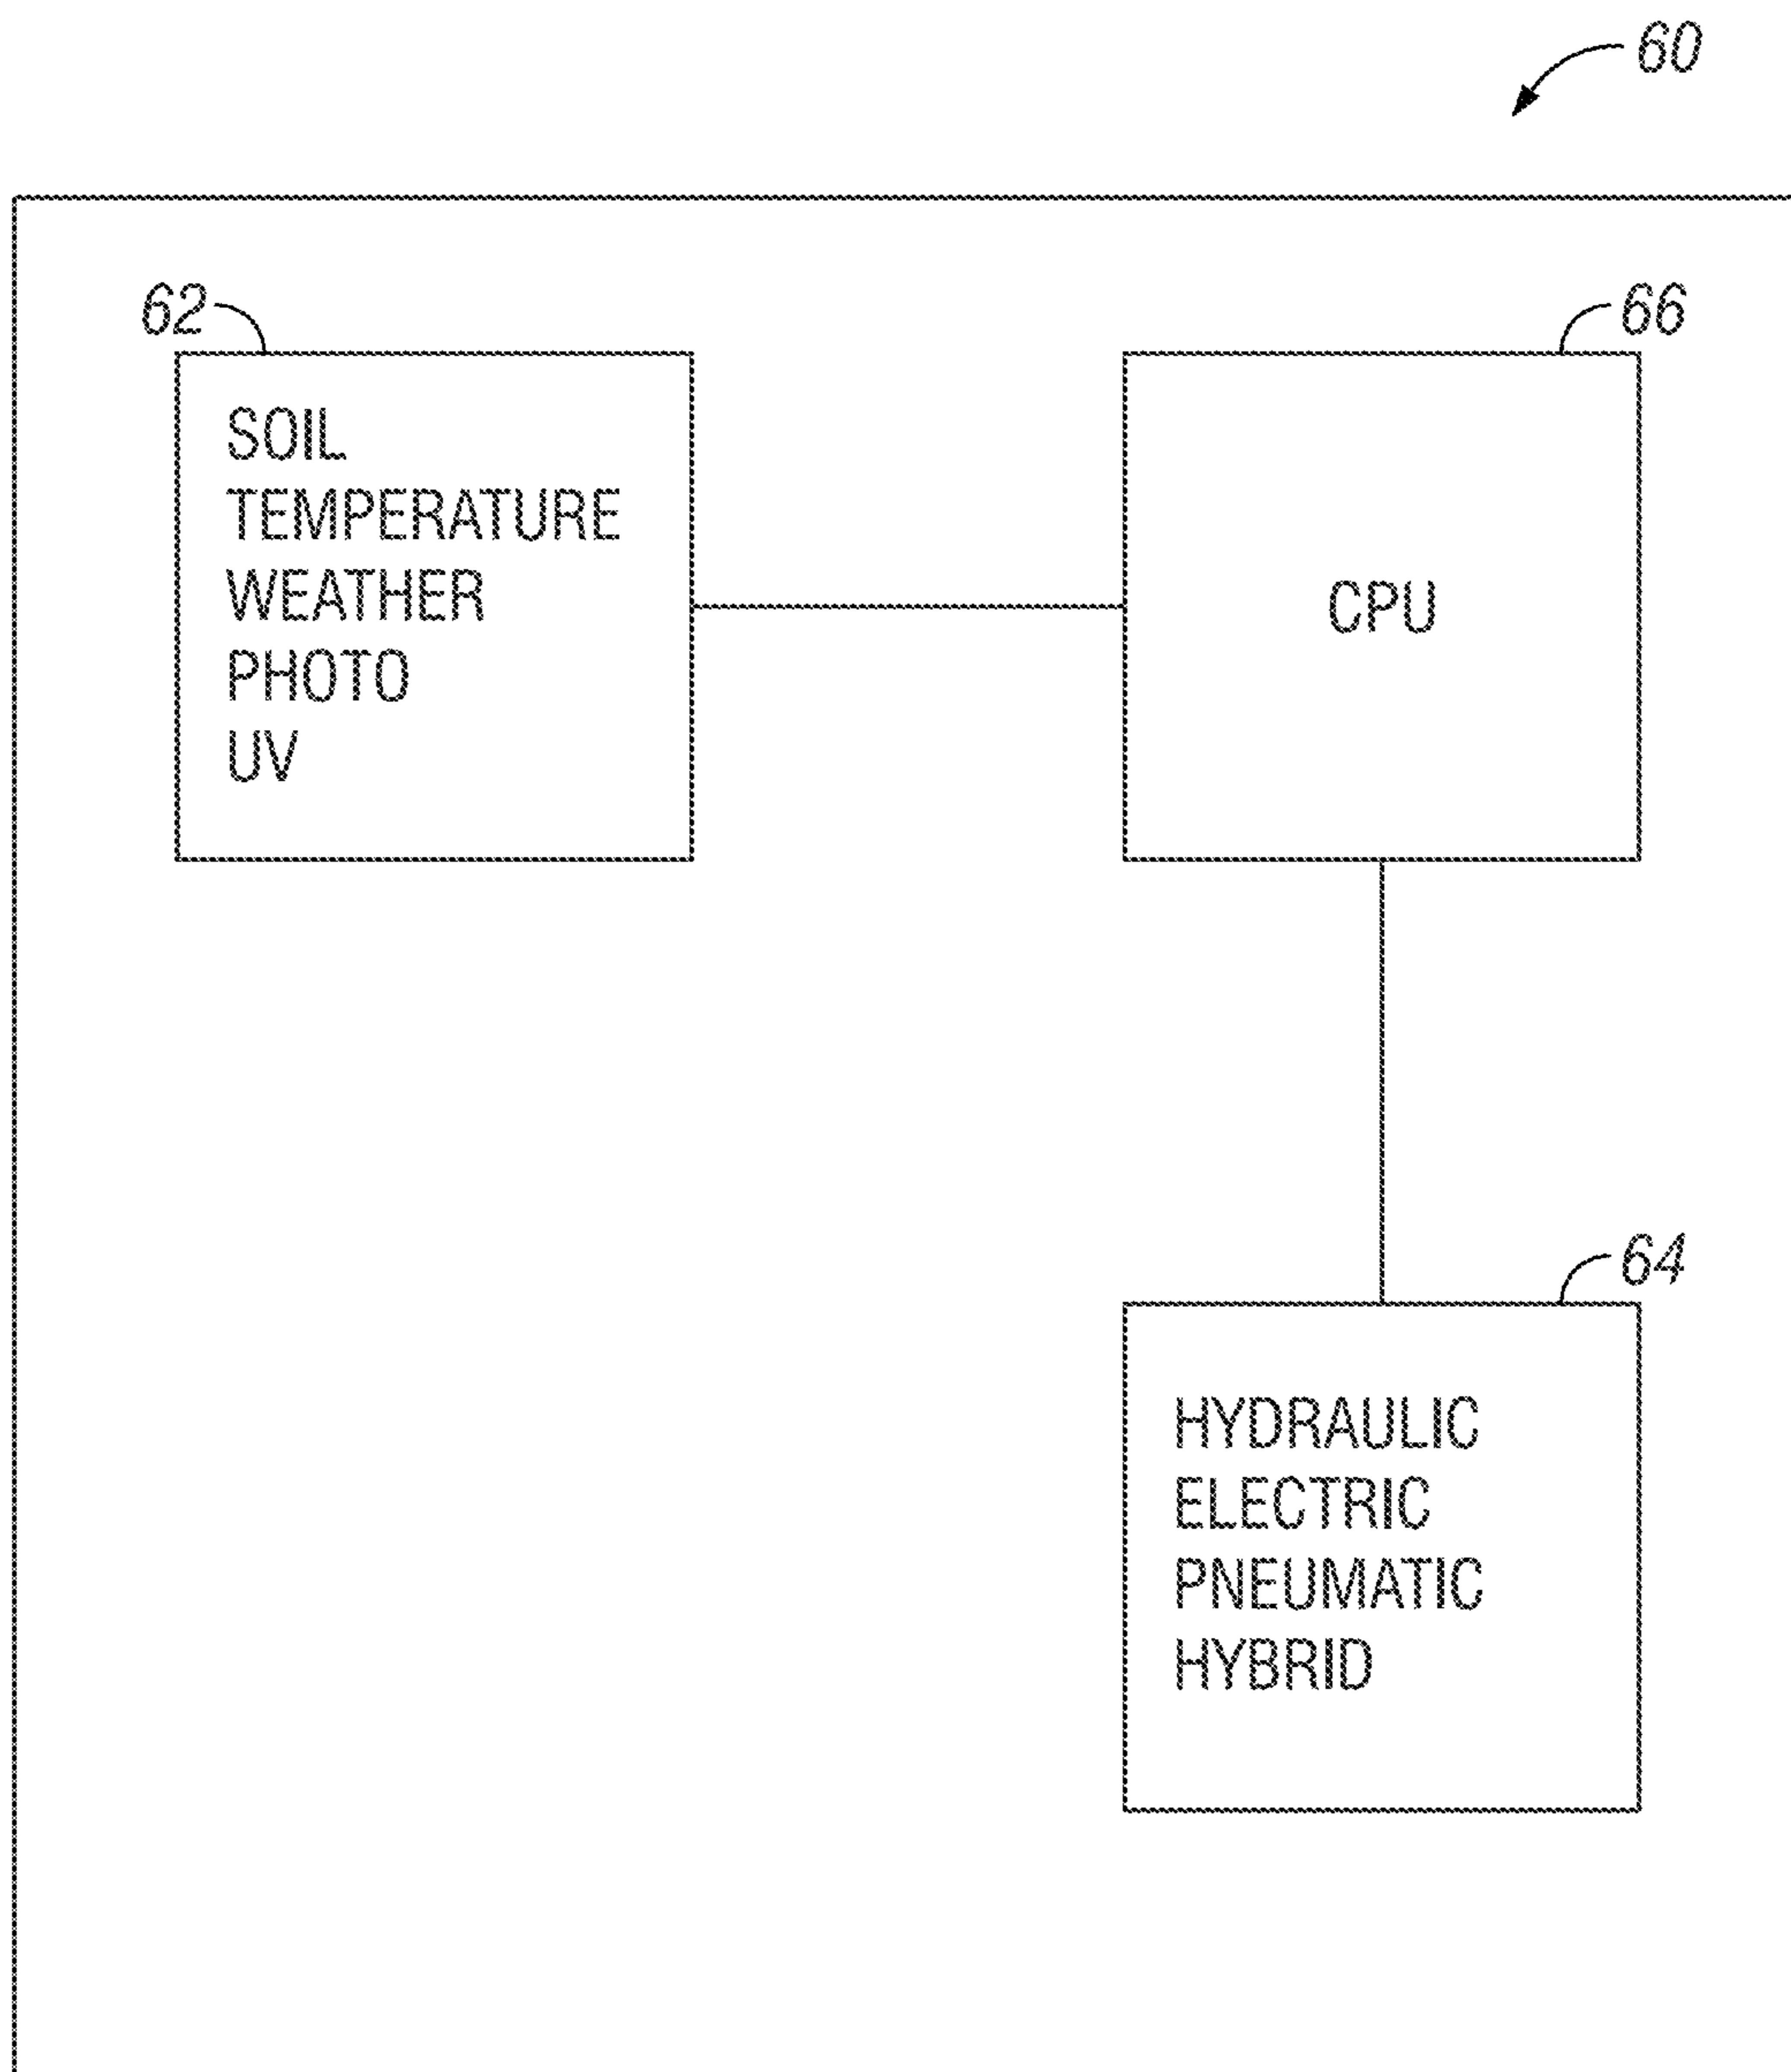 60
62
66
SOIL
TEMPERATURE
WEATHER
PHOTO
UV
CPU
64
HYDRAULIC
ELECTRIC
PNEUMATIC
HYBRID